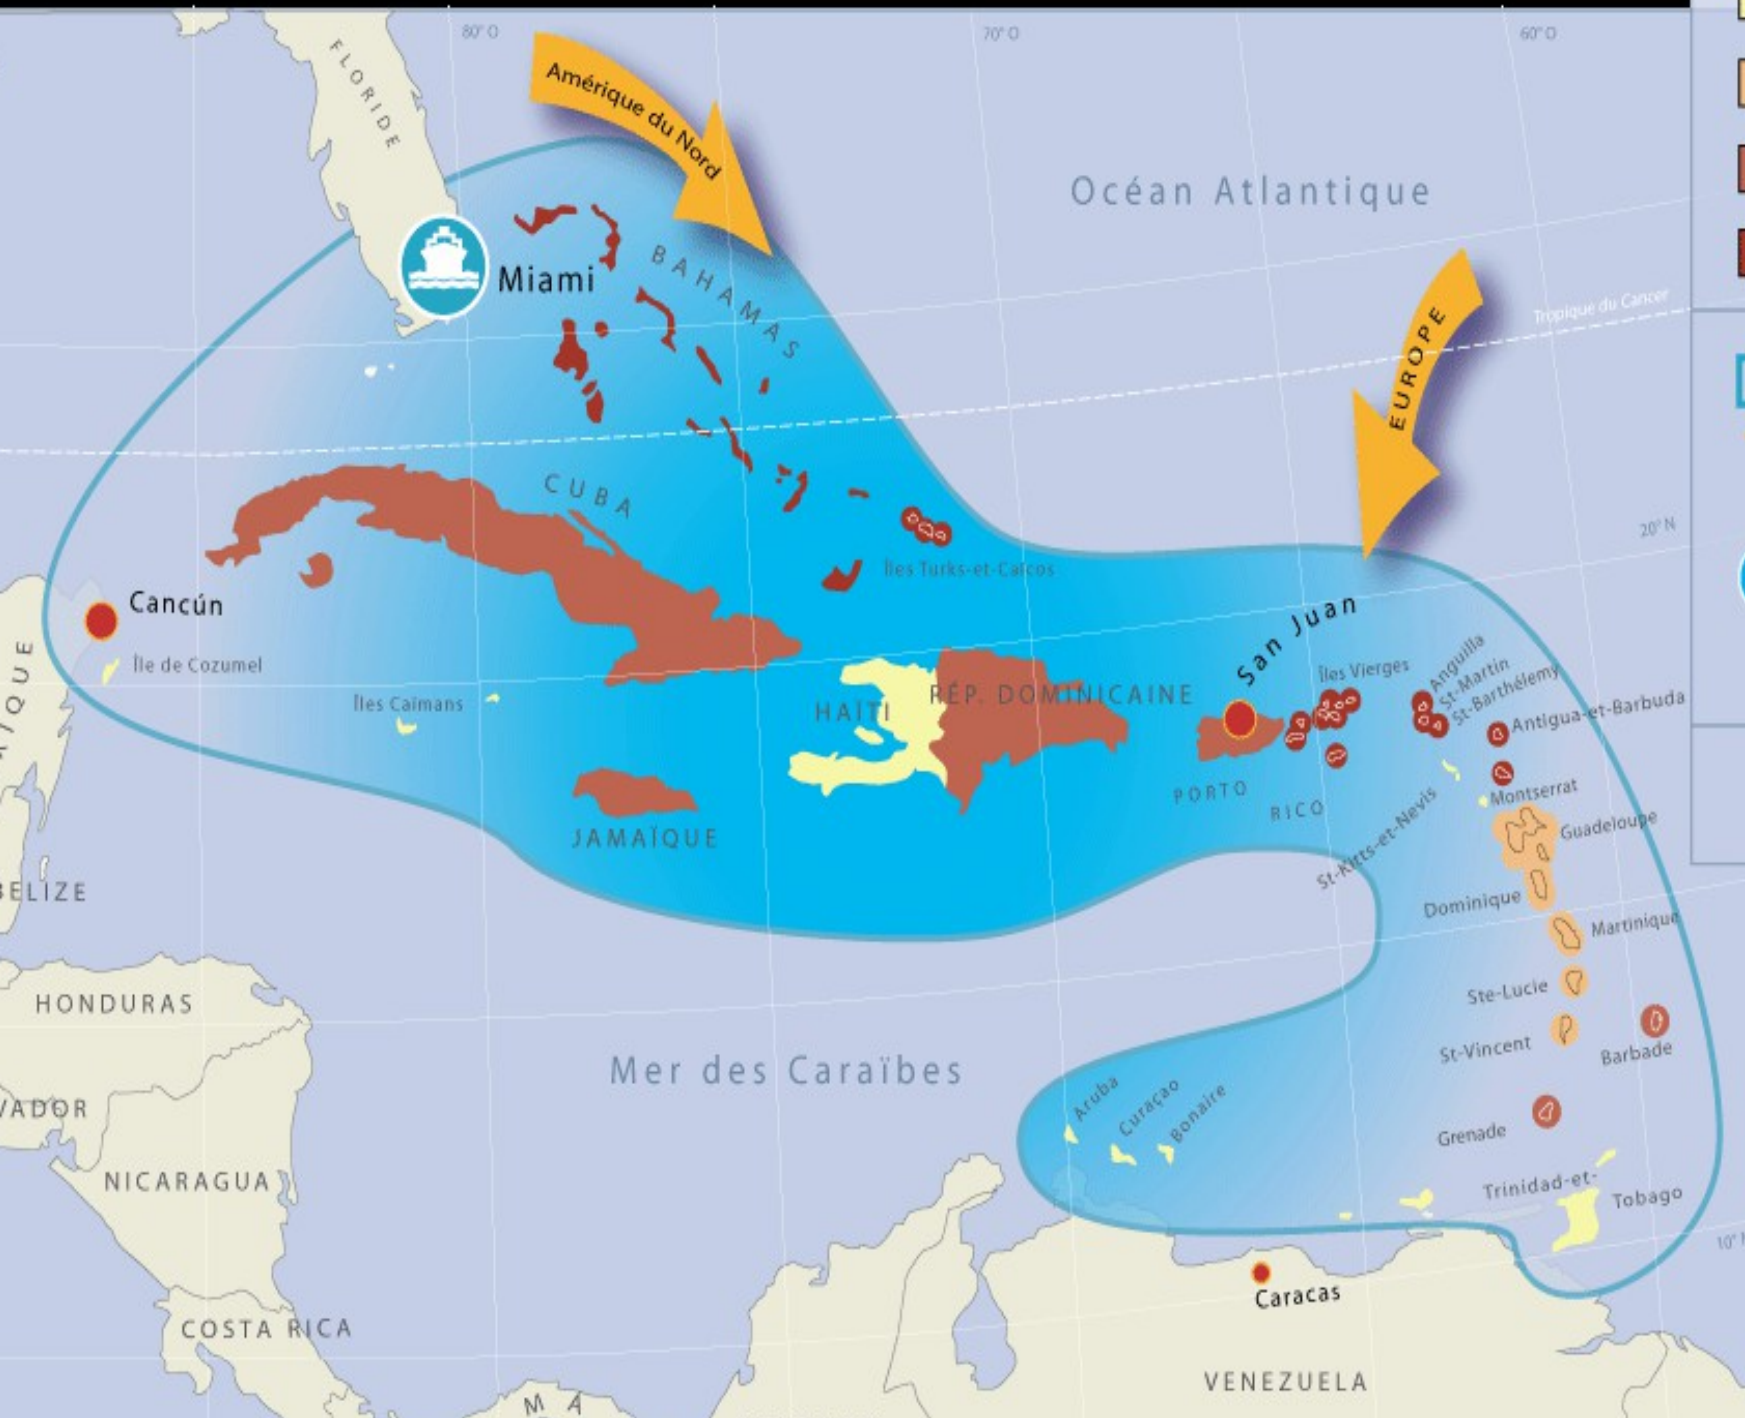 80° O
70° O
60° O
FLORIDE
Amérique du Nord
Océan Atlantique
Miami
BAHAMAS
EUROPE
Tropique du Cancer
CUBA
20° N
Îles Turks-et-Caïcos
Cancún
Île de Cozumel
San Juan
Îles Vierges
Anguilla
St-Martin
St-Barthélemy
Îles Caïmans
HAÏTI
RÉP. DOMINICAINE
Antigua-et-Barbuda
PORTO
RICO
Montserrat
St-Kitts-et-Nevis
JAMAÏQUE
Guadeloupe
BELIZE
Dominique
Martinique
HONDURAS
Ste-Lucie
St-Vincent
Barbade
Mer des Caraïbes
Aruba
Curaçao
Bonaire
VADOR
Grenade
NICARAGUA
Trinidad-et-
Tobago
10° N
Caracas
COSTA RICA
VENEZUELA
M A